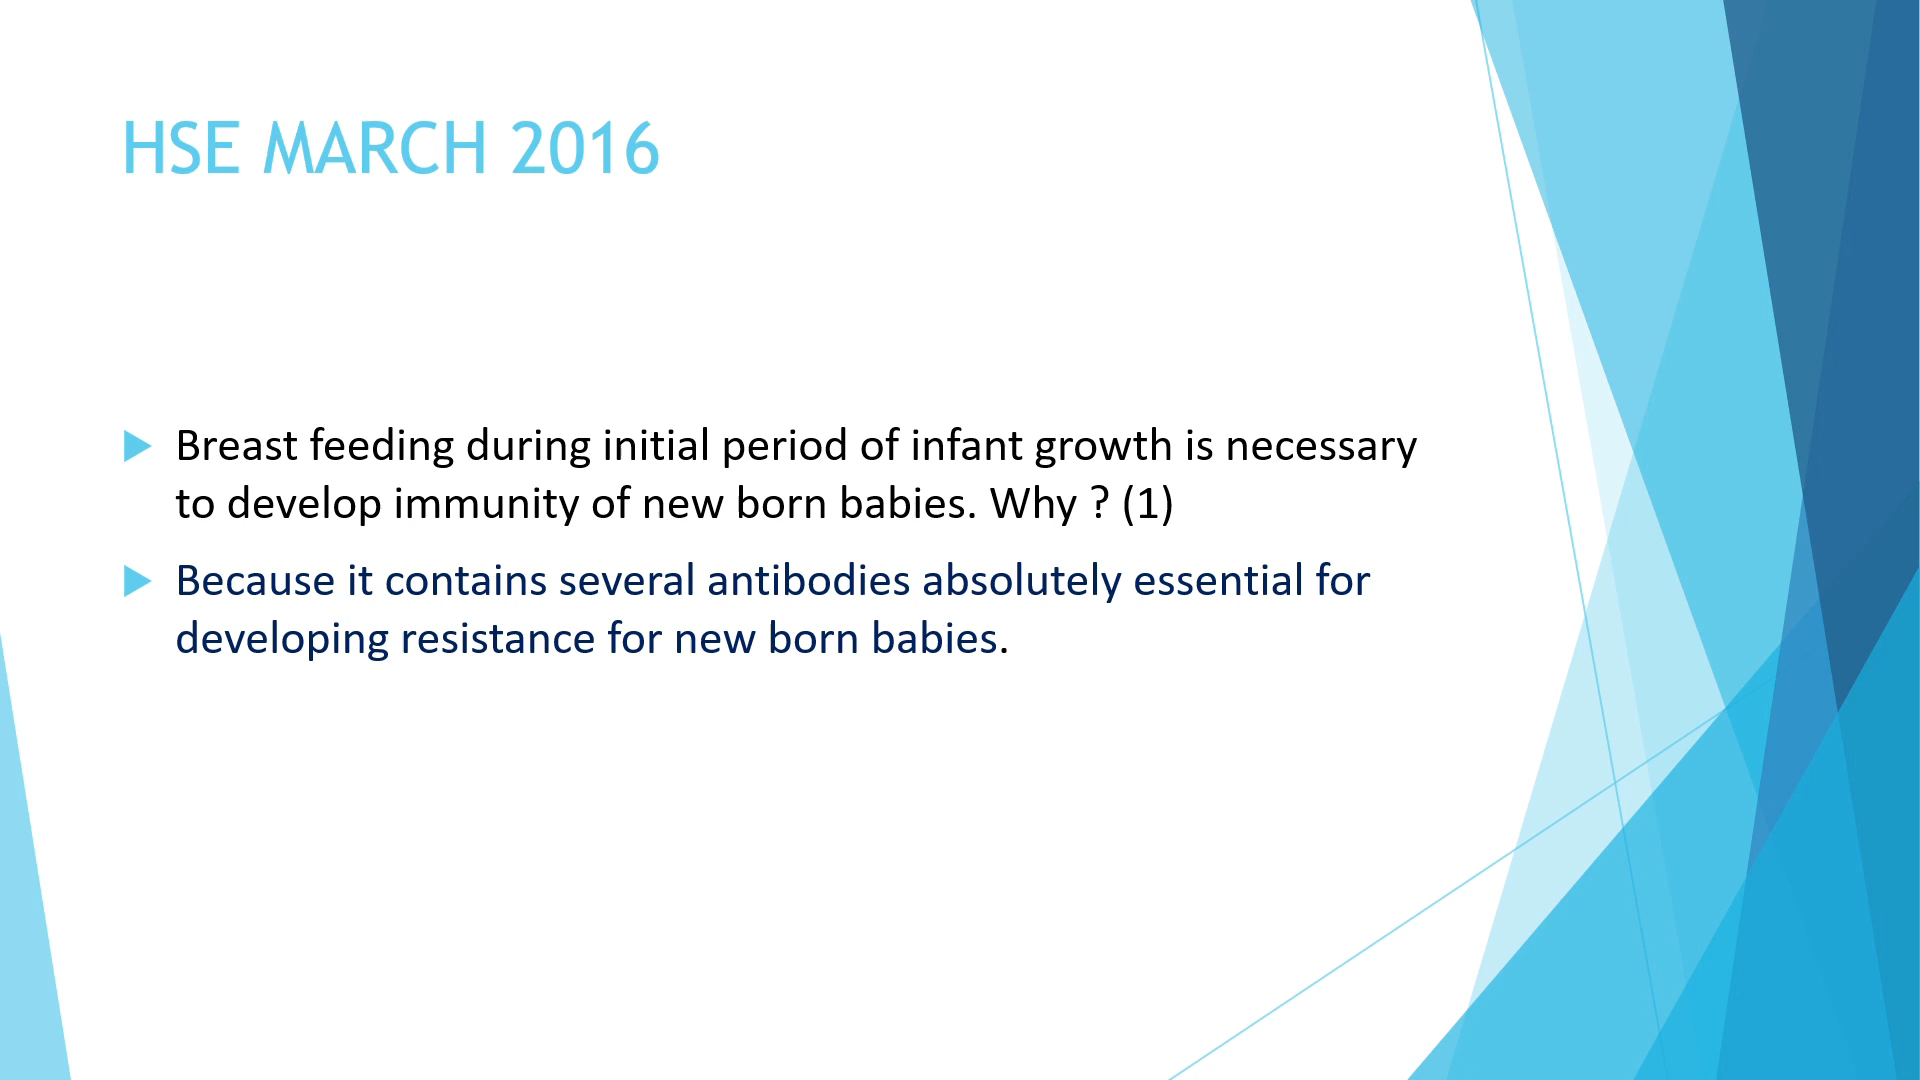 HSE MARCH 2016
Breast feeding during initial period of infant growth is necessary
to develop immunity of new born babies. Why ? (1)
Because it contains several antibodies absolutely essential for
developing resistance for new born babies.